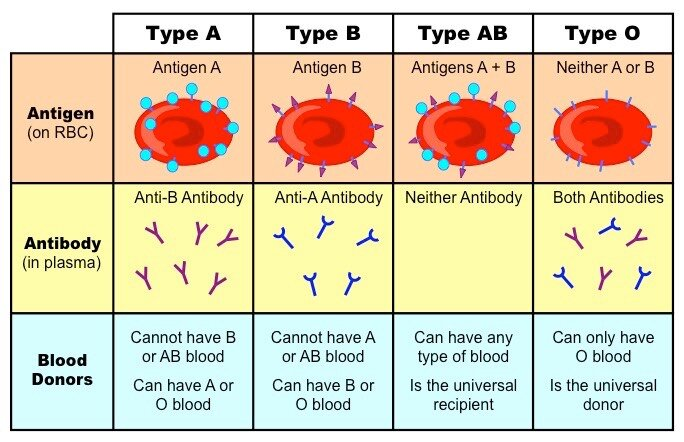 Type A Type B Type AB Type O
Antigen
(on RBC)
Antigen A
Antigen B
Antigens A + B
Neither A or B
Antibody
(in plasma)
Anti-B Antibody
Anti-A Antibody
Neither Antibody
Both Antibodies
Blood
Donors
Cannot have B
or AB blood
Can have A or
O blood
Cannot have A
or AB blood
Can have B or
O blood
Can have any
type of blood
Is the universal
recipient
Can only have
O blood
Is the universal
donor